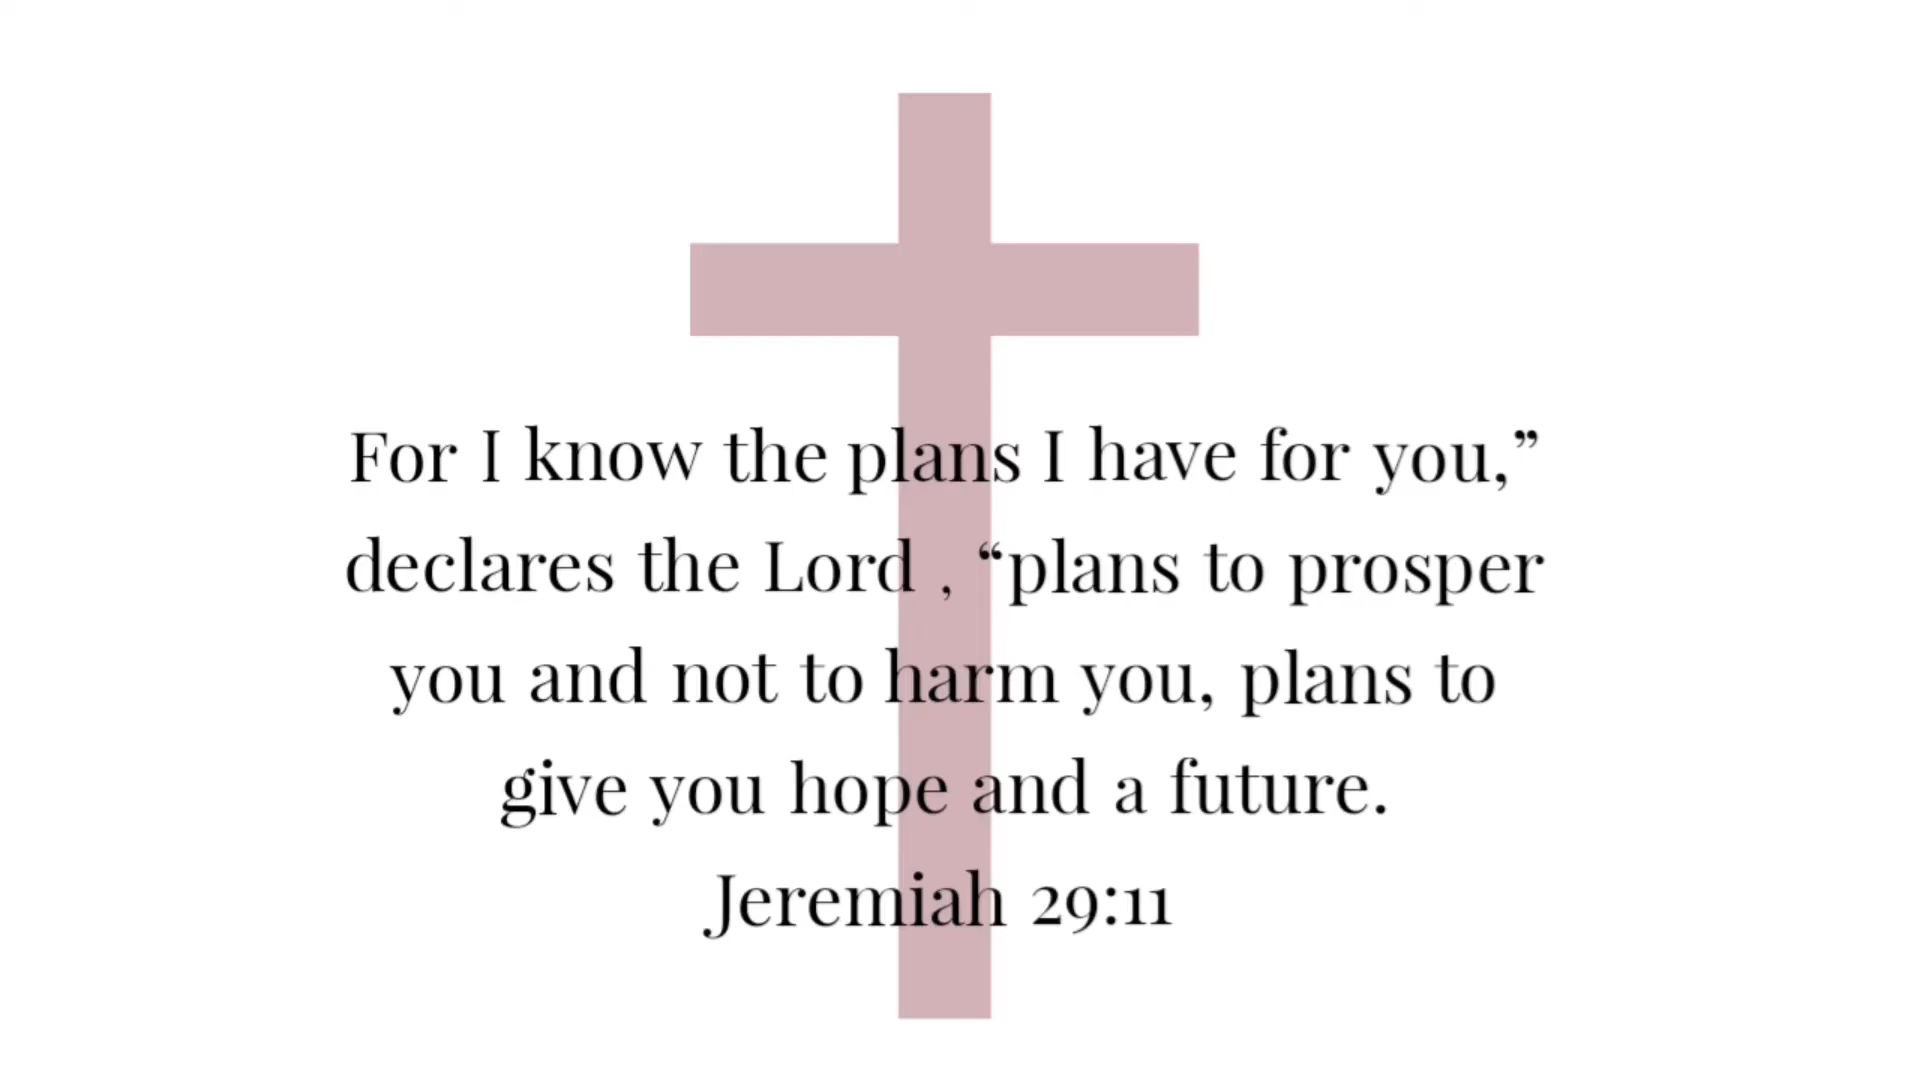 For I know the plans I have for you,”
declares the Lord , “plans to prosper
you and not to harm you, plans to
give you hope and a future.
Jeremiah 29:11